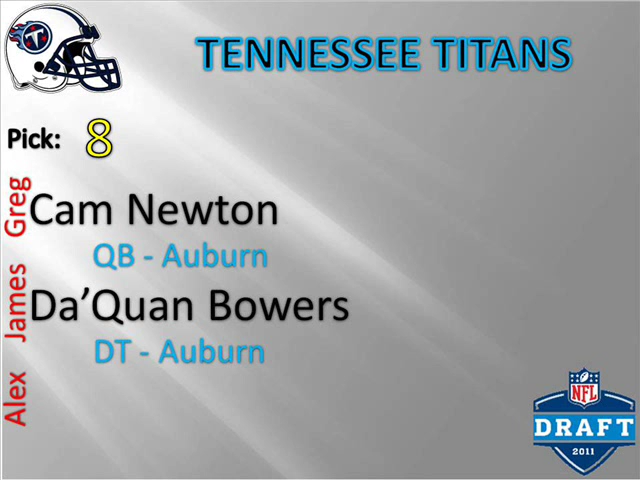 TENNESSEE TITANS
Pick: 8
Greg
Cam Newton
QB - Auburn
James
Da’Quan Bowers
DT - Auburn
Alex
NFL
DRAFT
2011